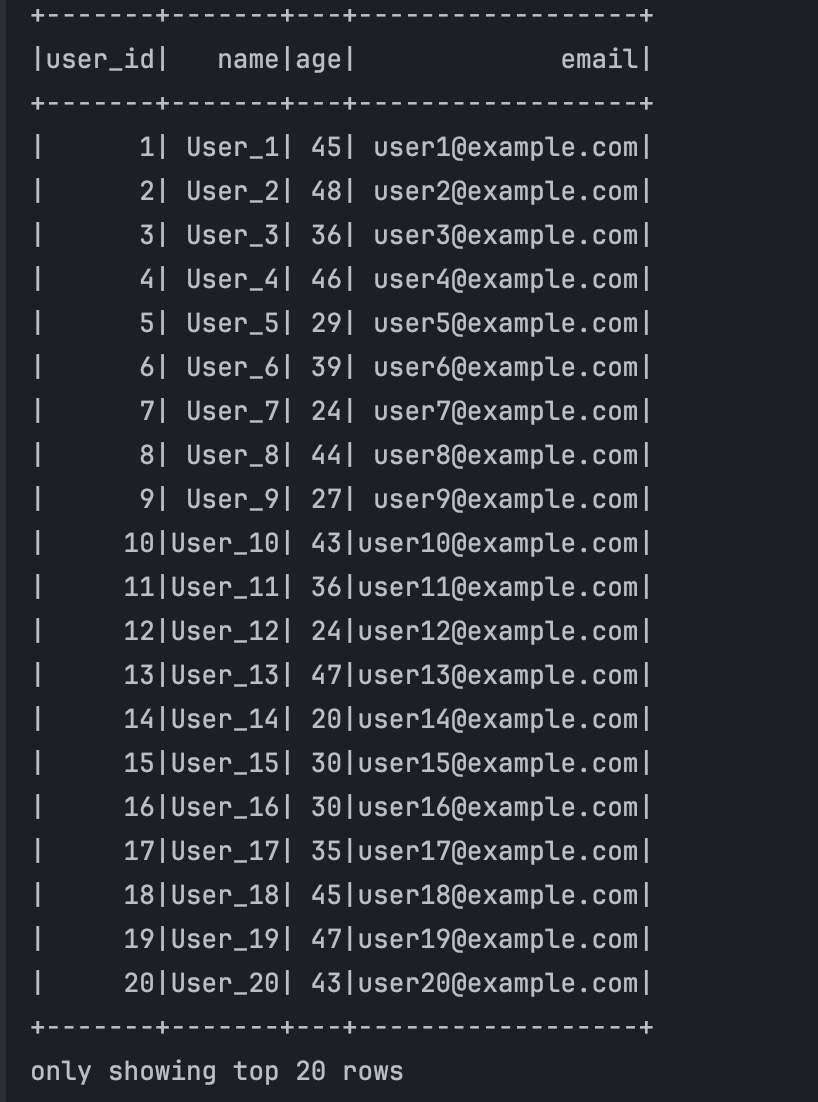 +-------+-------+---+------------------+
|user_id|   name|age|             email|
+-------+-------+---+------------------+
|      1| User_1| 45| user1@example.com|
|      2| User_2| 48| user2@example.com|
|      3| User_3| 36| user3@example.com|
|      4| User_4| 46| user4@example.com|
|      5| User_5| 29| user5@example.com|
|      6| User_6| 39| user6@example.com|
|      7| User_7| 24| user7@example.com|
|      8| User_8| 44| user8@example.com|
|      9| User_9| 27| user9@example.com|
|     10|User_10| 43|user10@example.com|
|     11|User_11| 36|user11@example.com|
|     12|User_12| 24|user12@example.com|
|     13|User_13| 47|user13@example.com|
|     14|User_14| 20|user14@example.com|
|     15|User_15| 30|user15@example.com|
|     16|User_16| 30|user16@example.com|
|     17|User_17| 35|user17@example.com|
|     18|User_18| 45|user18@example.com|
|     19|User_19| 47|user19@example.com|
|     20|User_20| 43|user20@example.com|
+-------+-------+---+------------------+
only showing top 20 rows